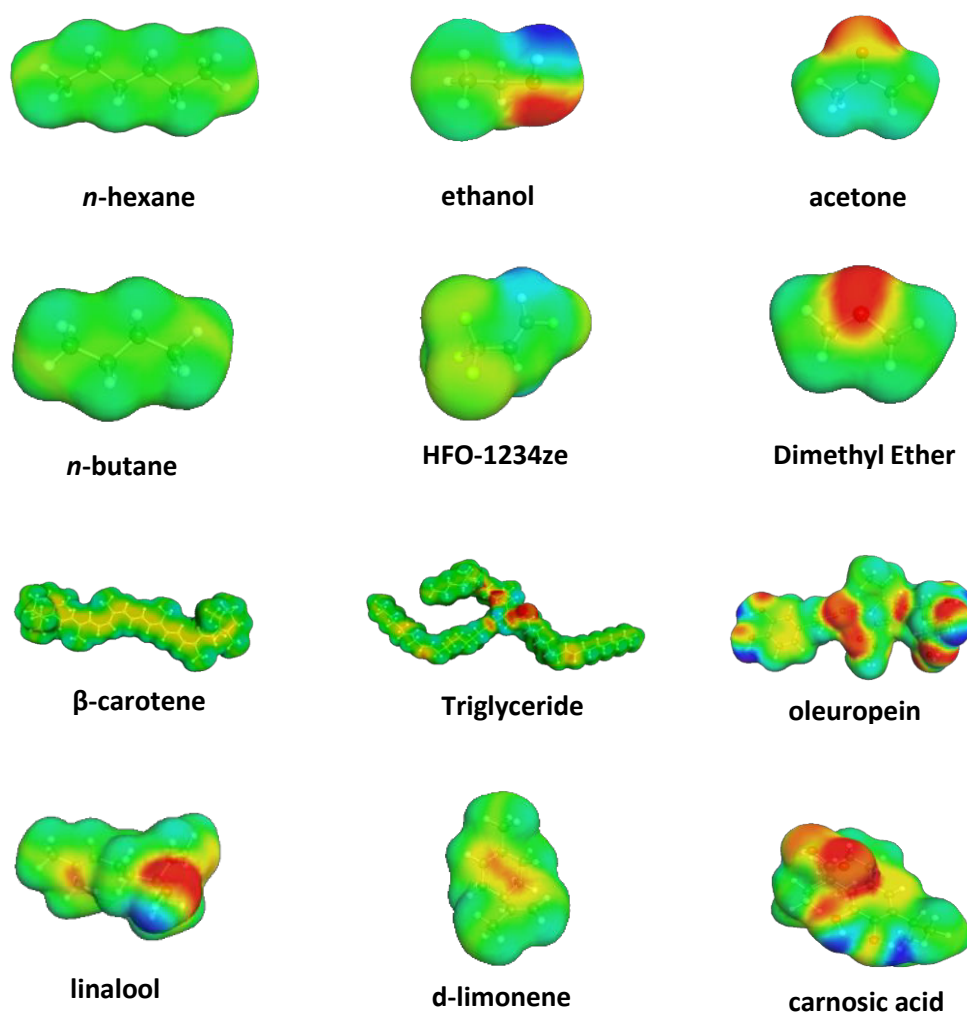 n-hexane
ethanol
acetone
n-butane
HFO-1234ze
Dimethyl Ether
β-carotene
Triglyceride
oleuropein
linalool
d-limonene
carnosic acid